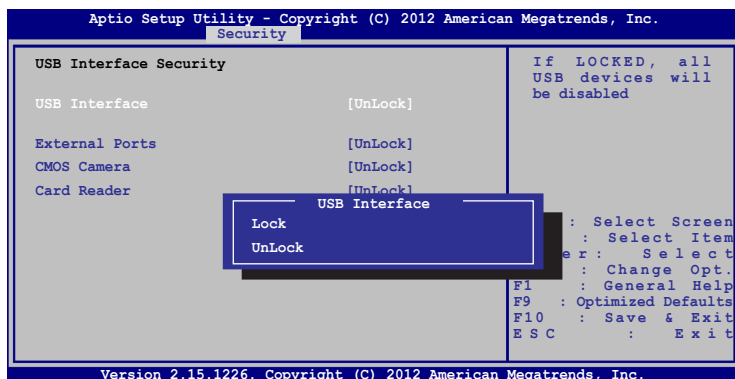 Aptio Setup Utility - Copyright (C) 2012 American Megatrends, Inc.
Security
USB Interface Security
USB Interface [UnLock]
External Ports [UnLock]
CMOS Camera [UnLock]
Card Reader [UnLock]
USB Interface
Lock
UnLock
If LOCKED, all
USB devices will
be disabled
: Select Screen
: Select Item
er: Select
: Change Opt.
F1 : General Help
F9 : Optimized Defaults
F10 : Save & Exit
ESC : Exit
Version 2.15.1226. Copyright (C) 2012 American Megatrends, Inc.